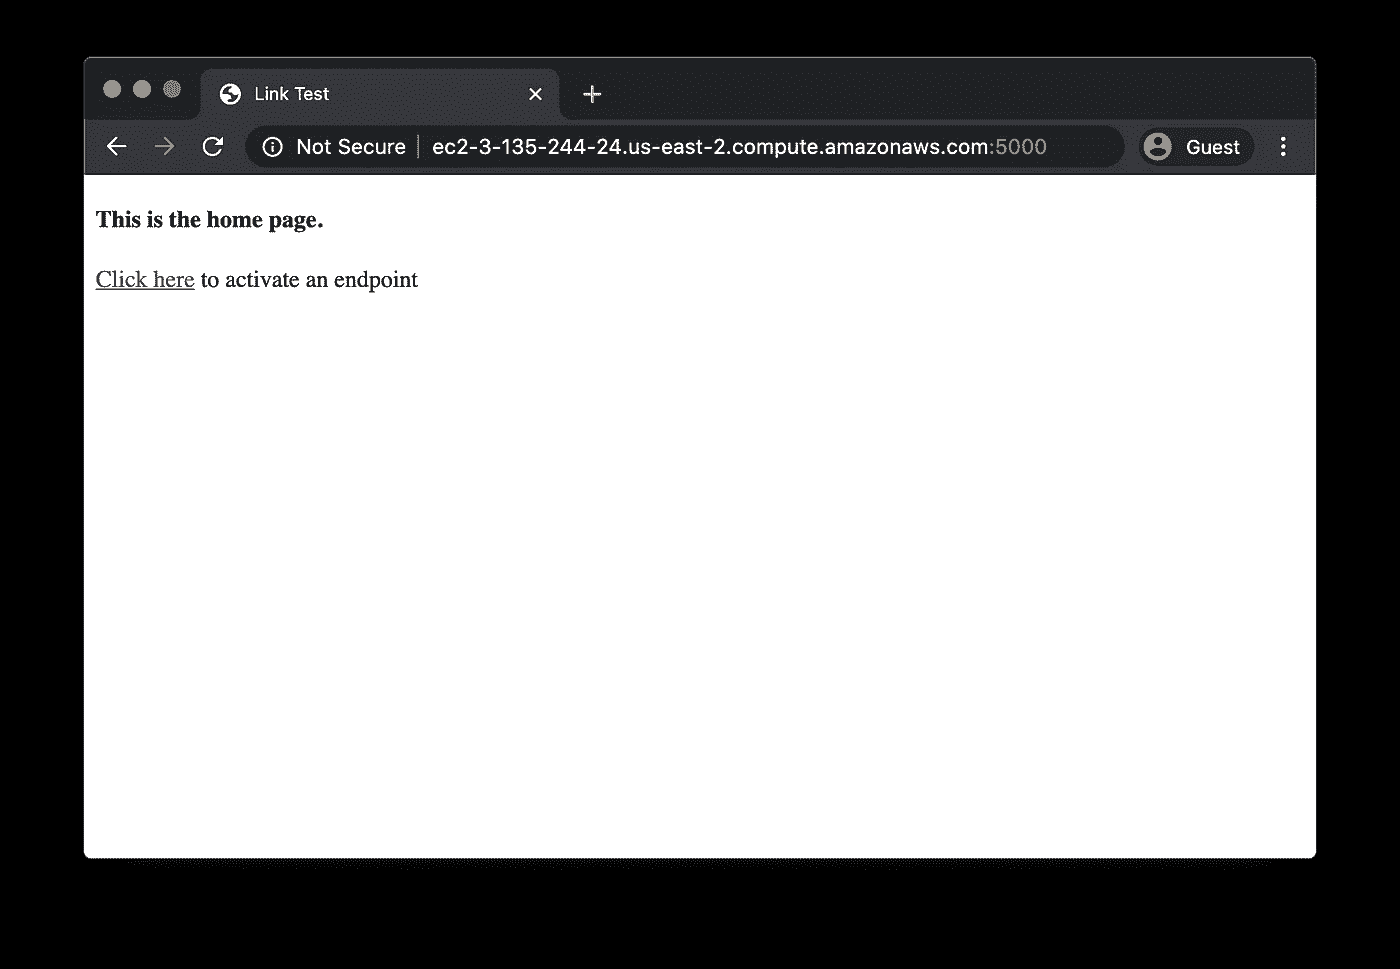 Link Test
Not Secure | ec2-3-135-244-24.us-east-2.compute.amazonaws.com:5000
Guest
This is the home page.
Click here to activate an endpoint